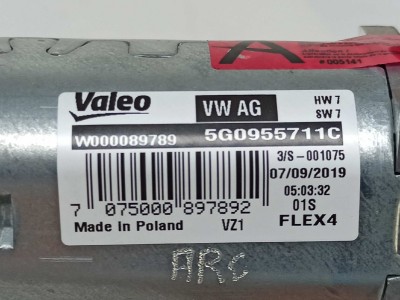 A
#005141
Valeo
VW AG
HW 7
SW 7
W000089789
5G0955711C
3/S-001075
07/09/2019
05:03:32
01S
7 075000 897892
Made in Poland
VZ1
FLEX4
ARC